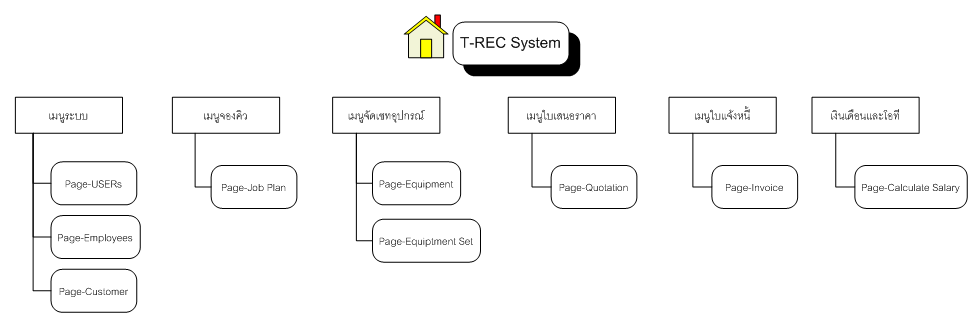 T-REC System
เมนูระบบ
เมนูจองคิว
เมนูจัดเซทอุปกรณ์
เมนูใบเสนอราคา
เมนูใบแจ้งหนี้
เงินเดือนและโอที
Page-USERs
Page-Job Plan
Page-Equipment
Page-Quotation
Page-Invoice
Page-Calculate Salary
Page-Employees
Page-Equiptment Set
Page-Customer